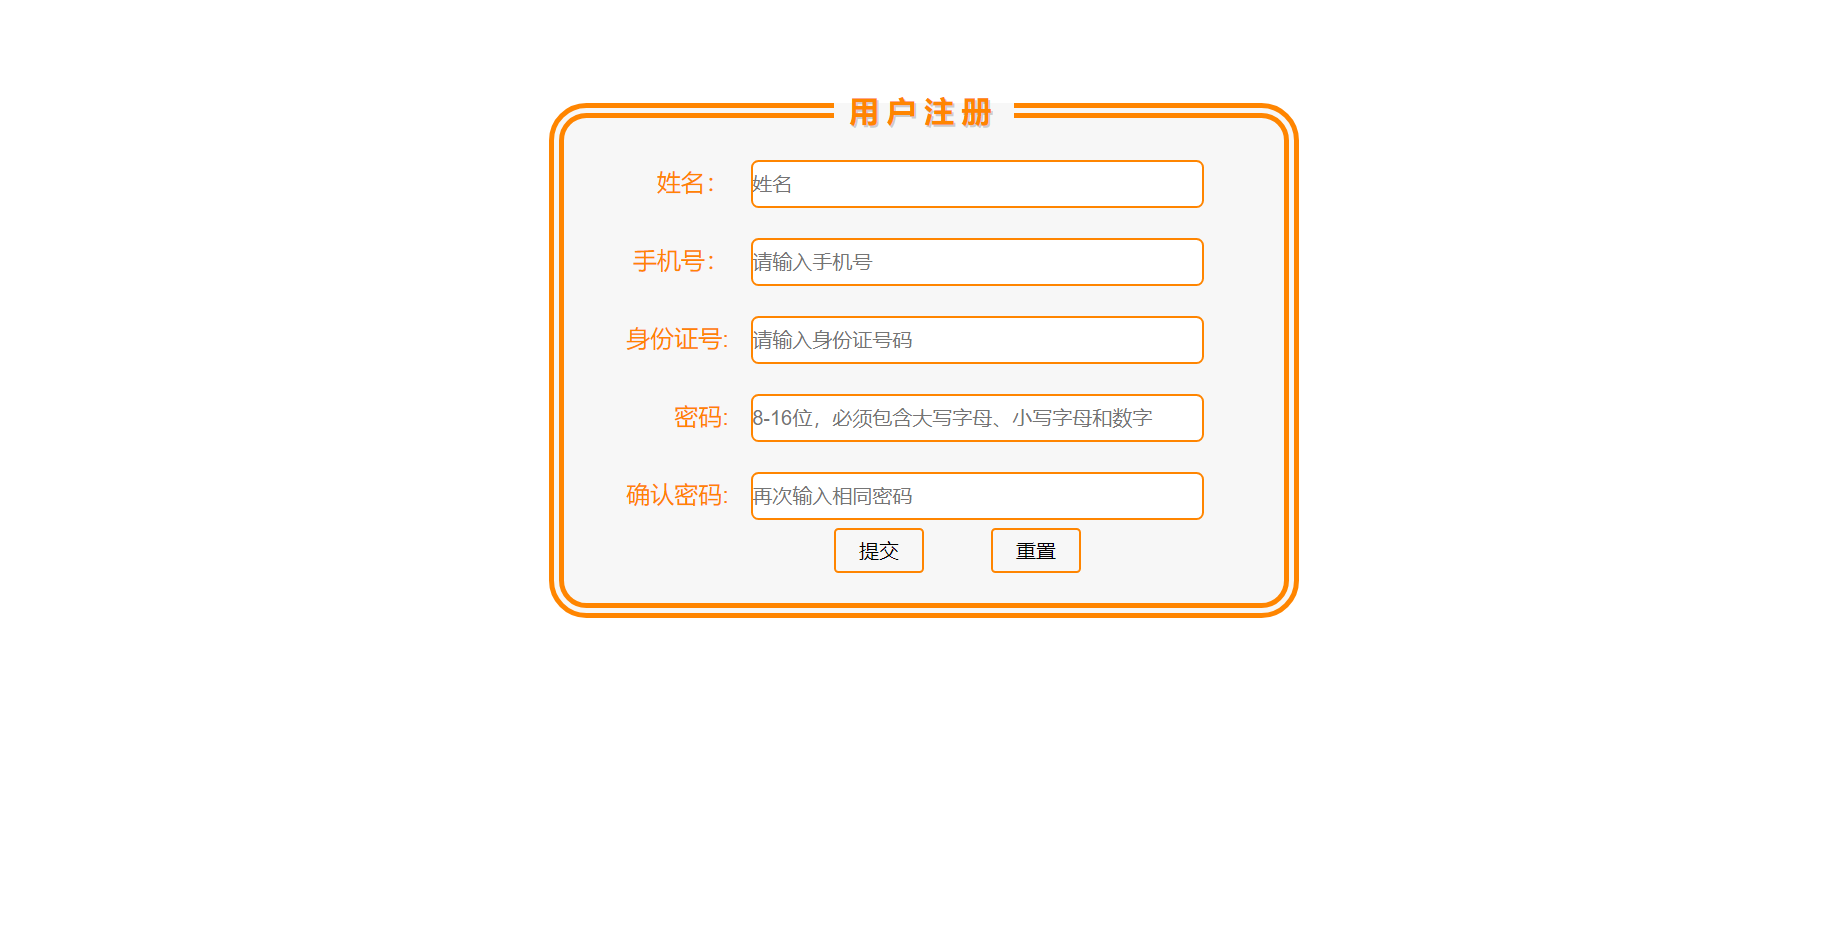 用户注册
姓名： 姓名
手机号： 请输入手机号
身份证号: 请输入身份证号码
密码: 8-16位，必须包含大写字母、小写字母和数字
确认密码: 再次输入相同密码
提交 重置